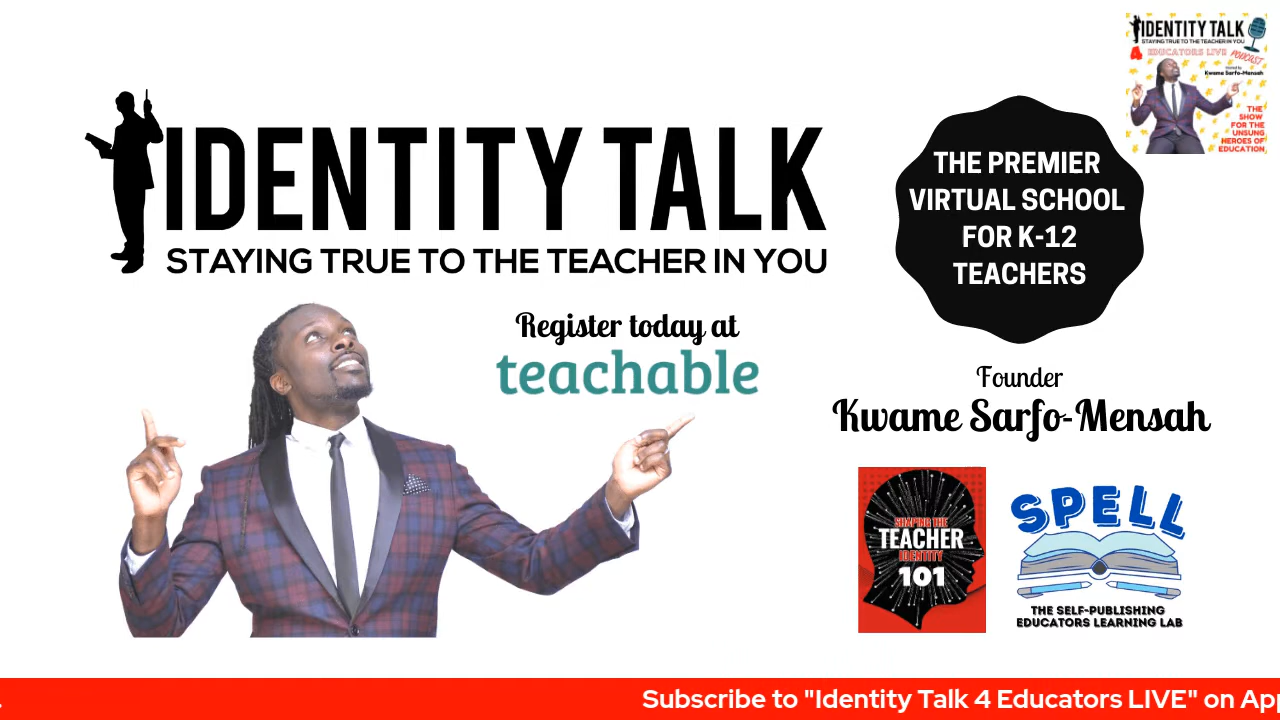 IDENTITY TALK
STAYING TRUE TO THE TEACHER IN YOU
Register today at
teachable
THE PREMIER
VIRTUAL SCHOOL
FOR K-12
TEACHERS
Founder
Kwame Sarfo-Mensah
SHAPING THE
TEACHER
IDENTITY
101
SPELL
THE SELF-PUBLISHING
EDUCATORS LEARNING LAB
IDENTITY TALK
STAYING TRUE TO THE TEACHER IN YOU
4 EDUCATORS LIVE PODCAST
Kwame Sarfo-Mensah
THE
SHOW
FOR THE
UNSUNG
HEROES OF
EDUCATION
Subscribe to "Identity Talk 4 Educators LIVE" on App